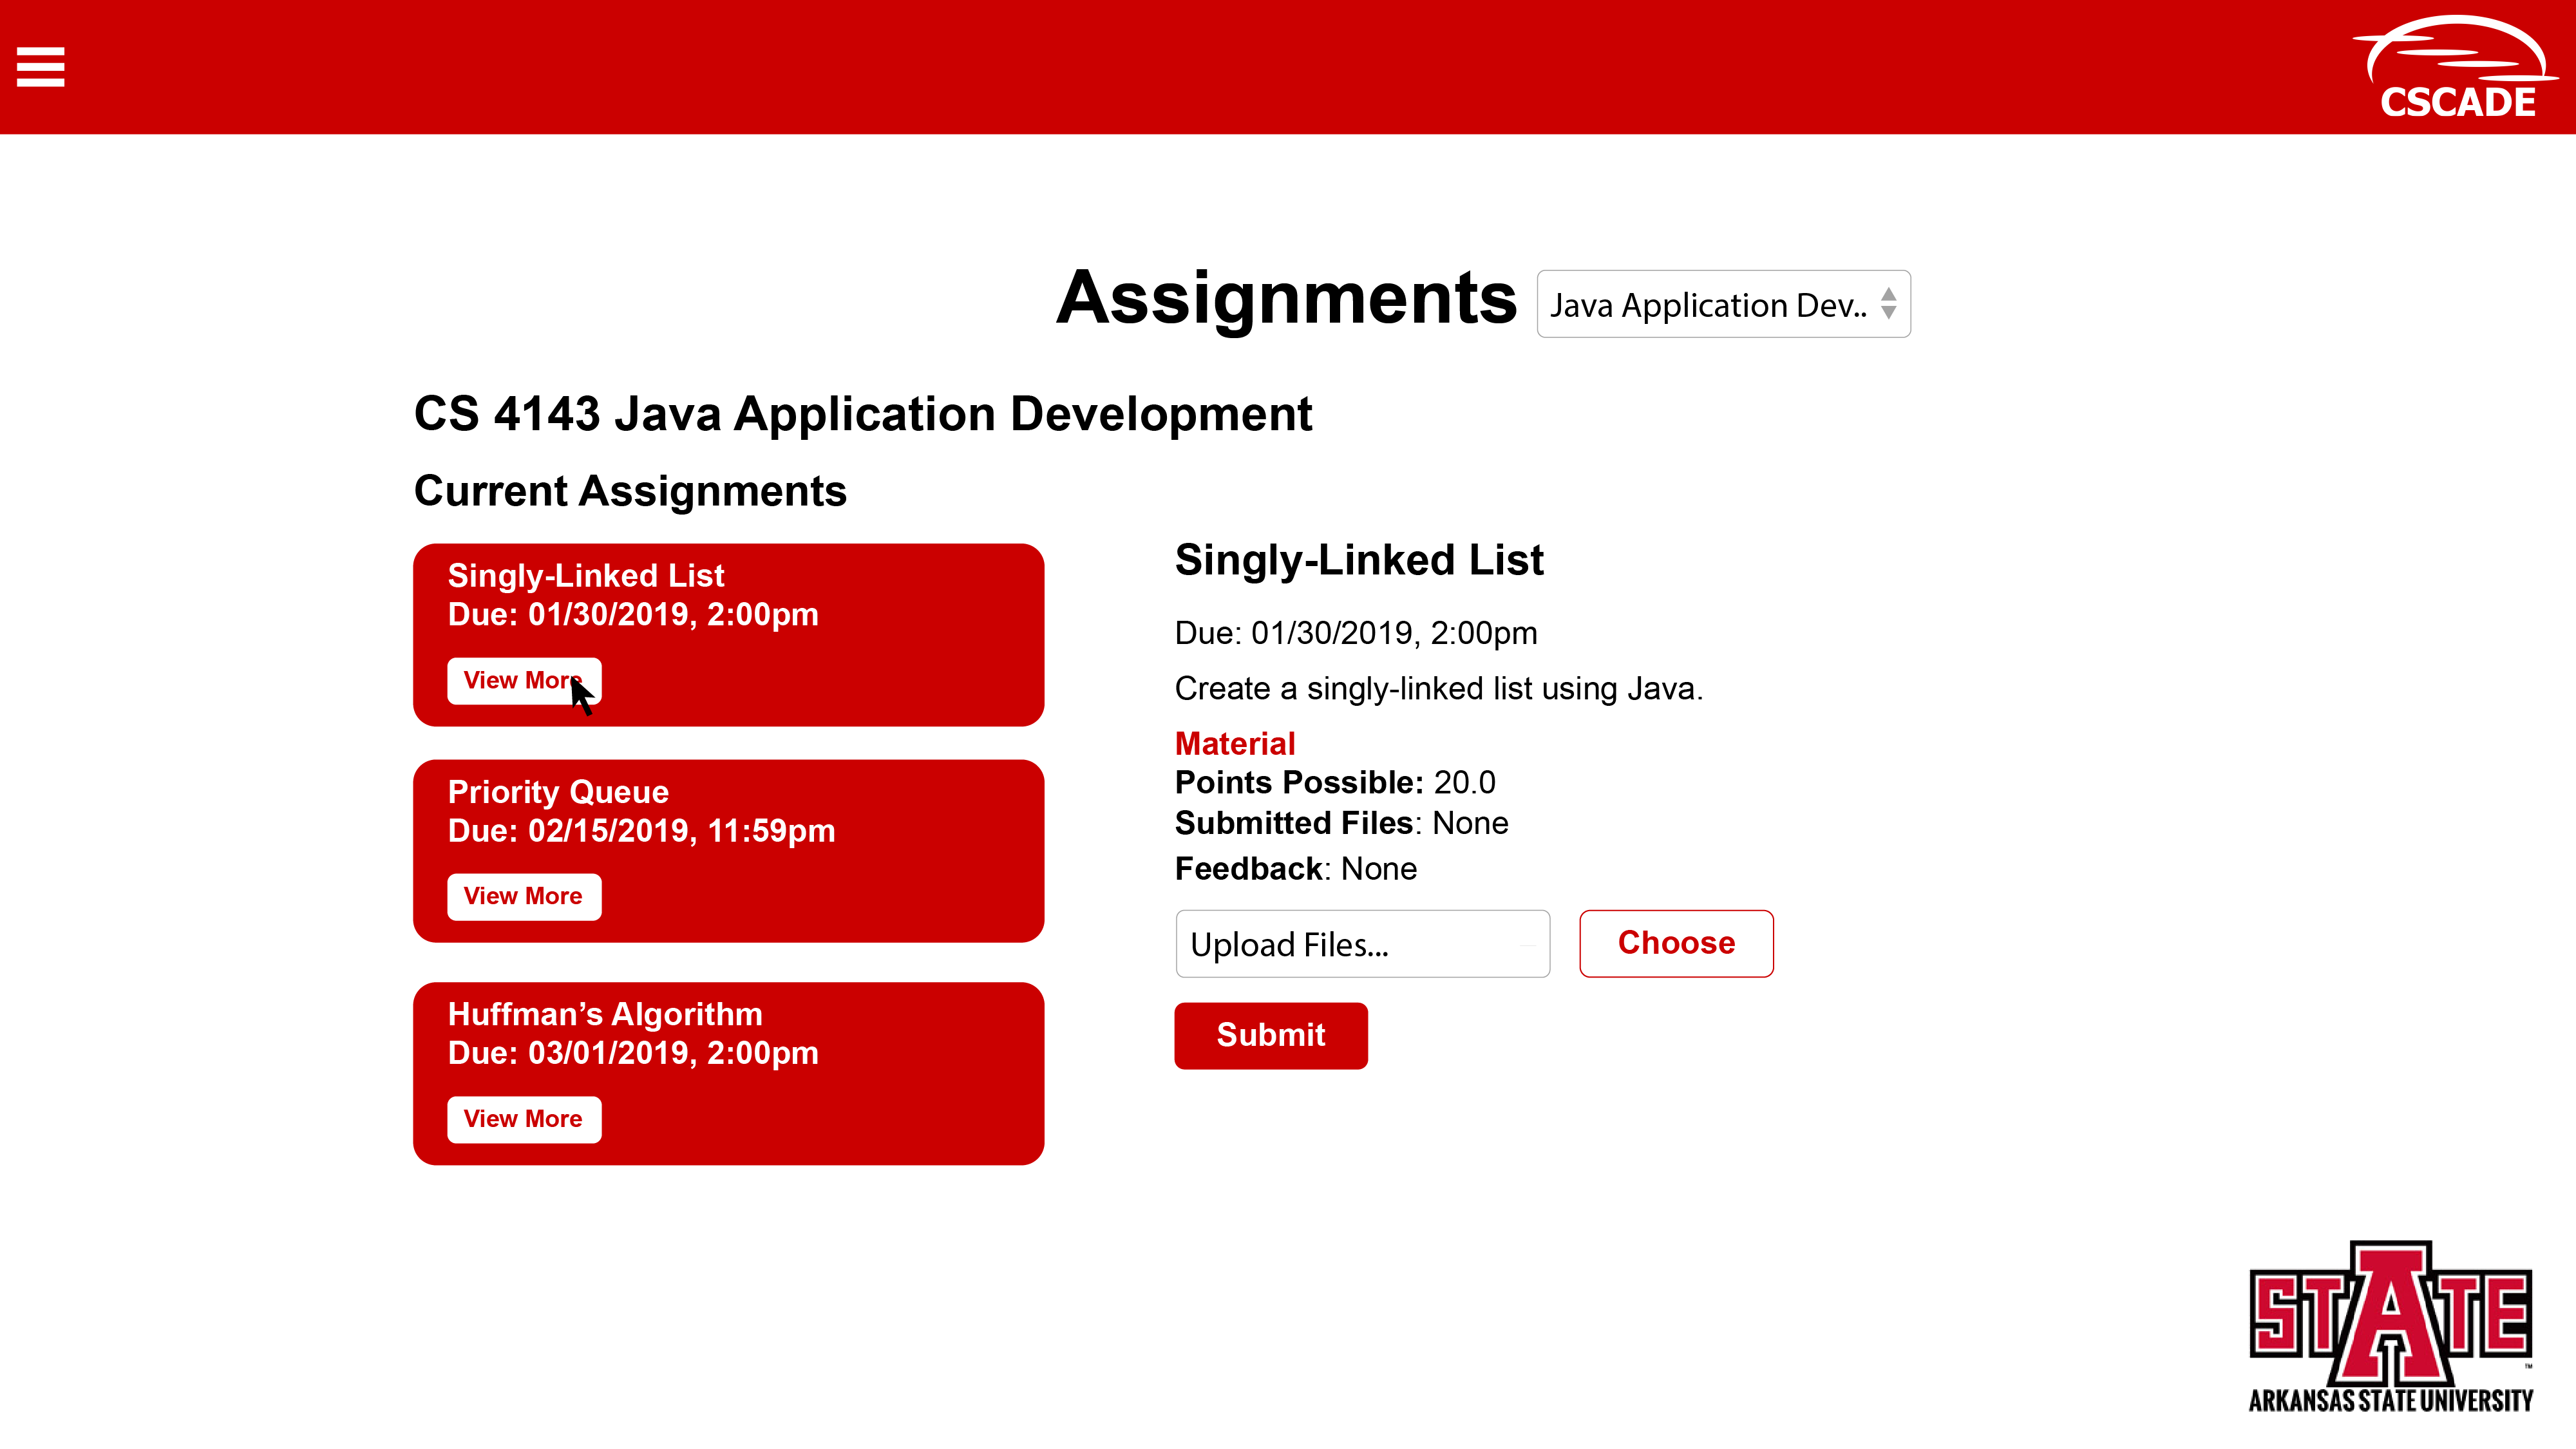 CSCADE
Assignments
Java Application Dev..
CS 4143 Java Application Development
Current Assignments
Singly-Linked List
Due: 01/30/2019, 2:00pm
View More
Priority Queue
Due: 02/15/2019, 11:59pm
View More
Huffman’s Algorithm
Due: 03/01/2019, 2:00pm
View More
Singly-Linked List
Due: 01/30/2019, 2:00pm
Create a singly-linked list using Java.
Material
Points Possible: 20.0
Submitted Files: None
Feedback: None
Upload Files...
Choose
Submit
STATE
™
ARKANSAS STATE UNIVERSITY